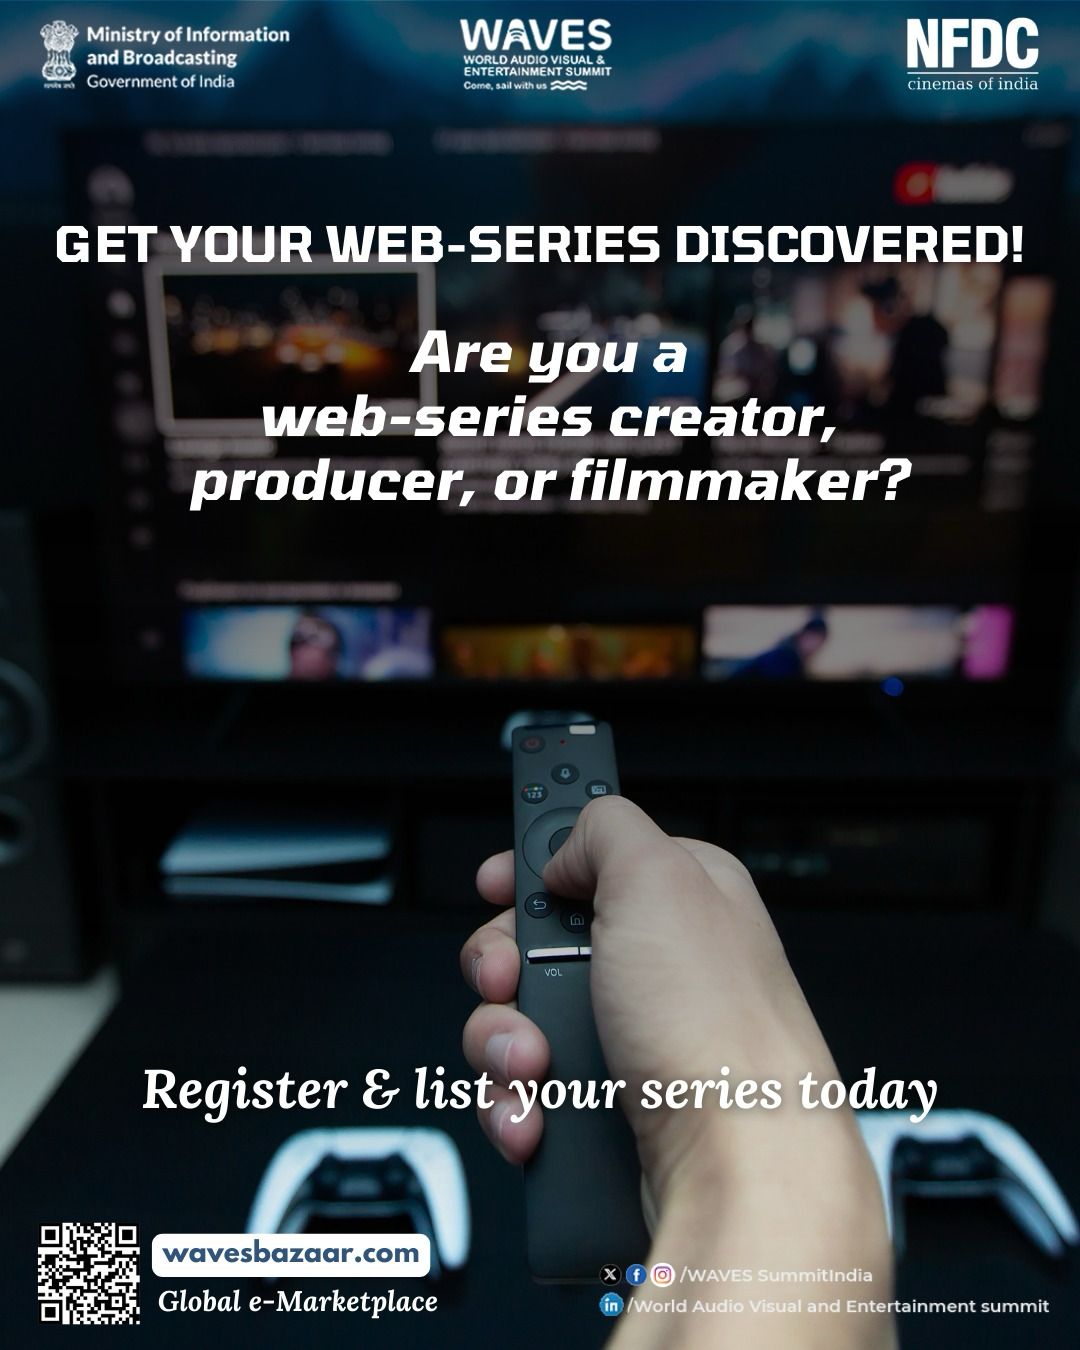 Ministry of Information
and Broadcasting
Government of India
WAVES
WORLD AUDIO VISUAL &
ENTERTAINMENT SUMMIT
Come, sail with us
NFDC
cinemas of india
GET YOUR WEB-SERIES DISCOVERED!
Are you a
web-series creator,
producer, or filmmaker?
123
VOL
Register & list your series today
wavesbazaar.com
Global e-Marketplace
/WAVES SummitIndia
in /World Audio Visual and Entertainment summit